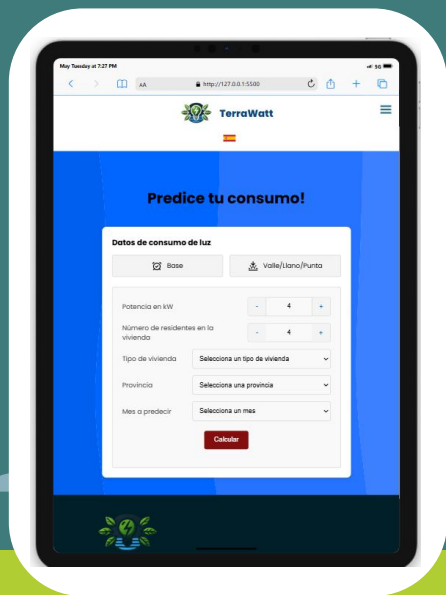 May Tuesday at 7:27 PM
5G
AA
http://127.0.0.1:5500
TerraWatt
Predice tu consumo!
Datos de consumo de luz
Base
Valle/Llano/Punta
Potencia en kW
- 4 +
Número de residentes en la
vivienda
- 4 +
Tipo de vivienda
Selecciona un tipo de vivienda
Provincia
Selecciona una provincia
Mes a predecir
Selecciona un mes
Calcular